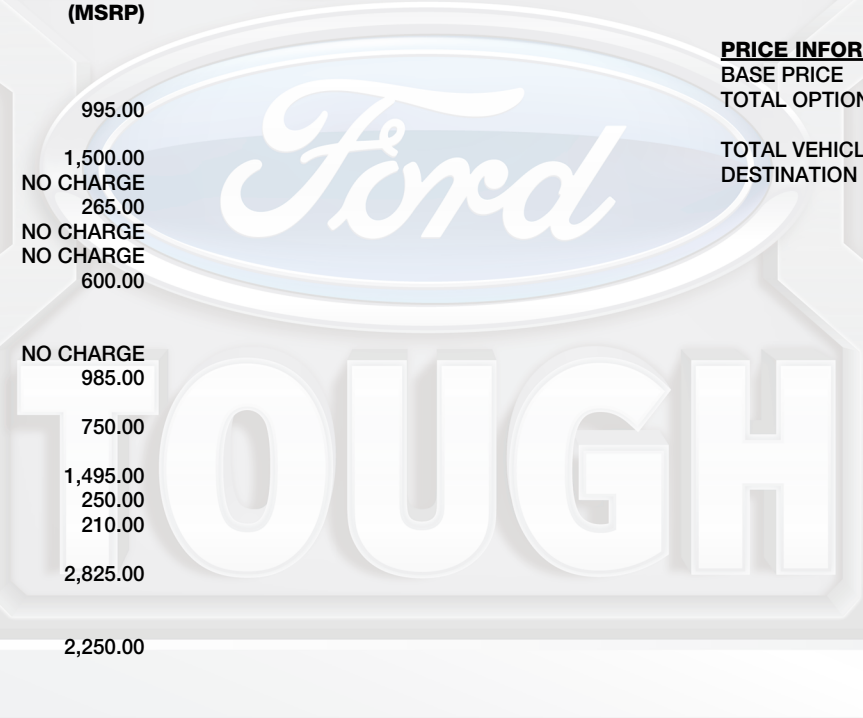 (MSRP)
995.00
1,500.00
NO CHARGE
265.00
NO CHARGE
NO CHARGE
600.00
NO CHARGE
985.00
750.00
1,495.00
250.00
210.00
2,825.00
2,250.00
PRICE INFOR
BASE PRICE
TOTAL OPTION
TOTAL VEHICL
DESTINATION
Ford
TOUGH